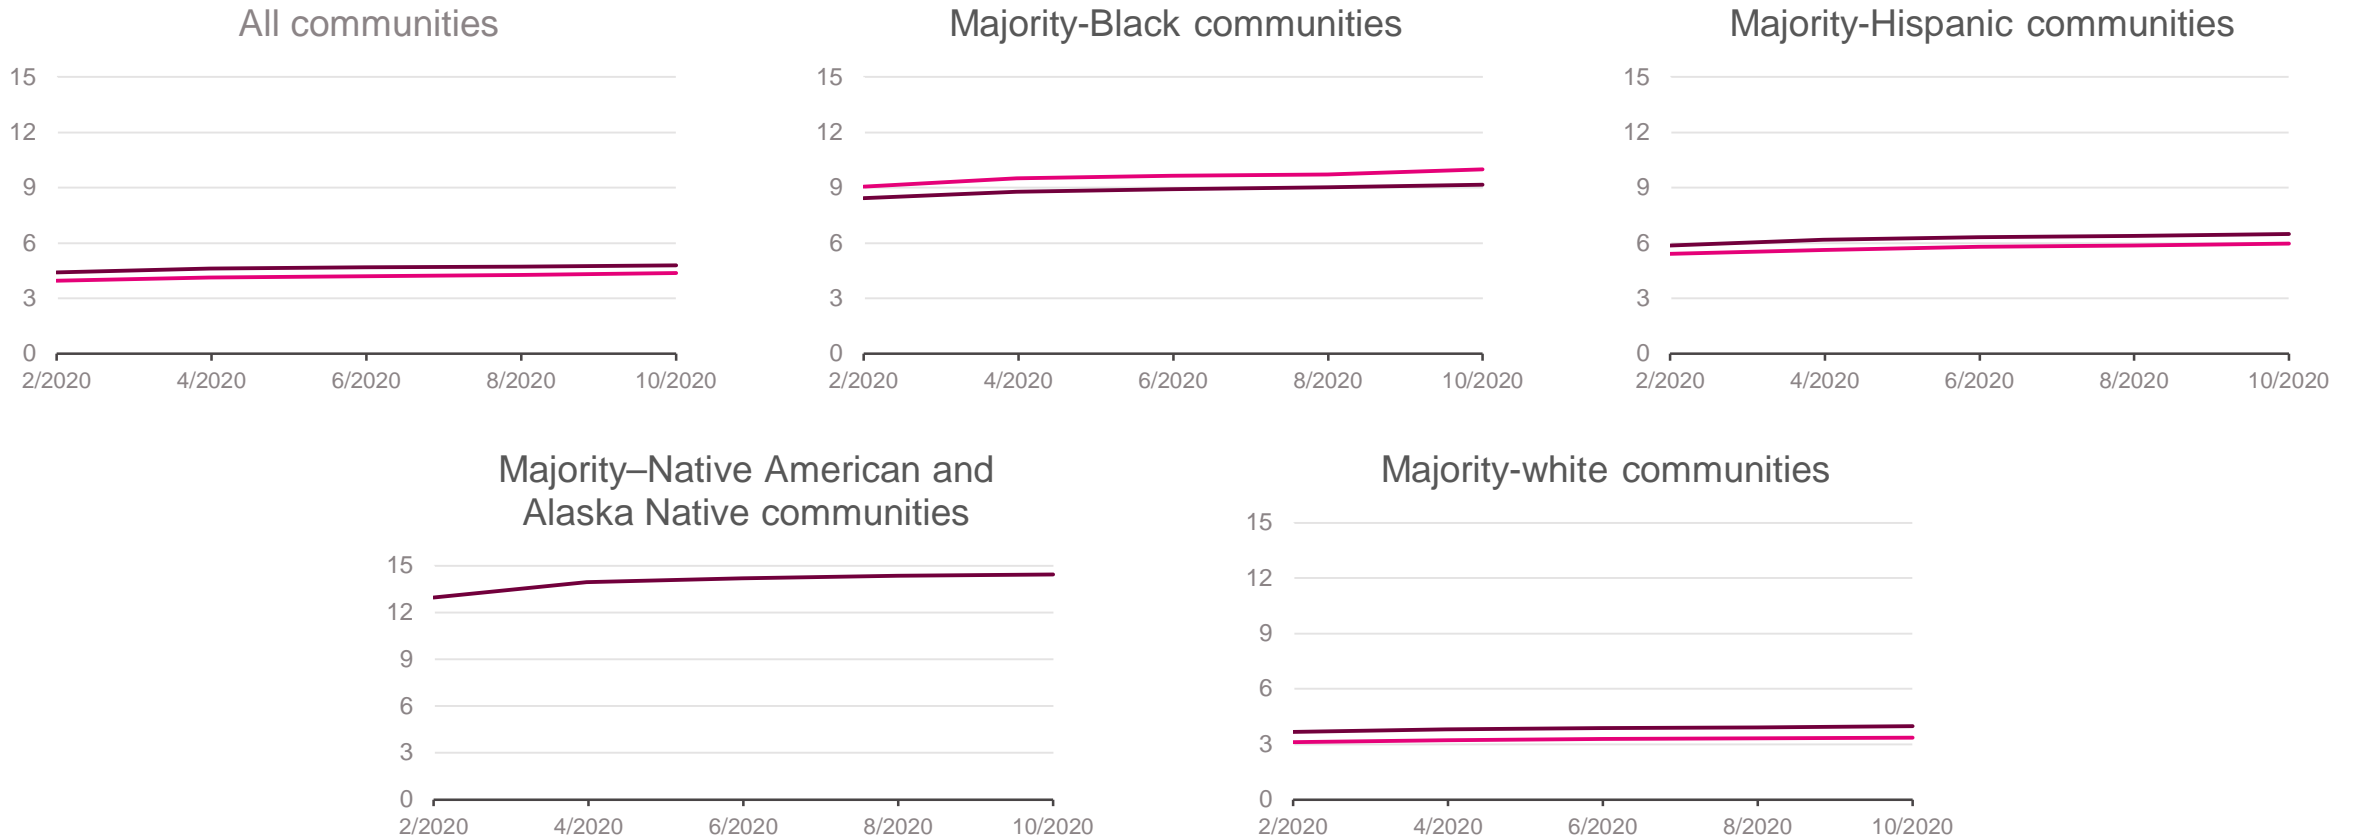 All communities
15
12
9
6
3
0
2/2020 4/2020 6/2020 8/2020 10/2020
Majority-Black communities
15
12
9
6
3
0
2/2020 4/2020 6/2020 8/2020 10/2020
Majority-Hispanic communities
15
12
9
6
3
0
2/2020 4/2020 6/2020 8/2020 10/2020
Majority–Native American and
Alaska Native communities
15
12
9
6
3
0
2/2020 4/2020 6/2020 8/2020 10/2020
Majority-white communities
15
12
9
6
3
0
2/2020 4/2020 6/2020 8/2020 10/2020